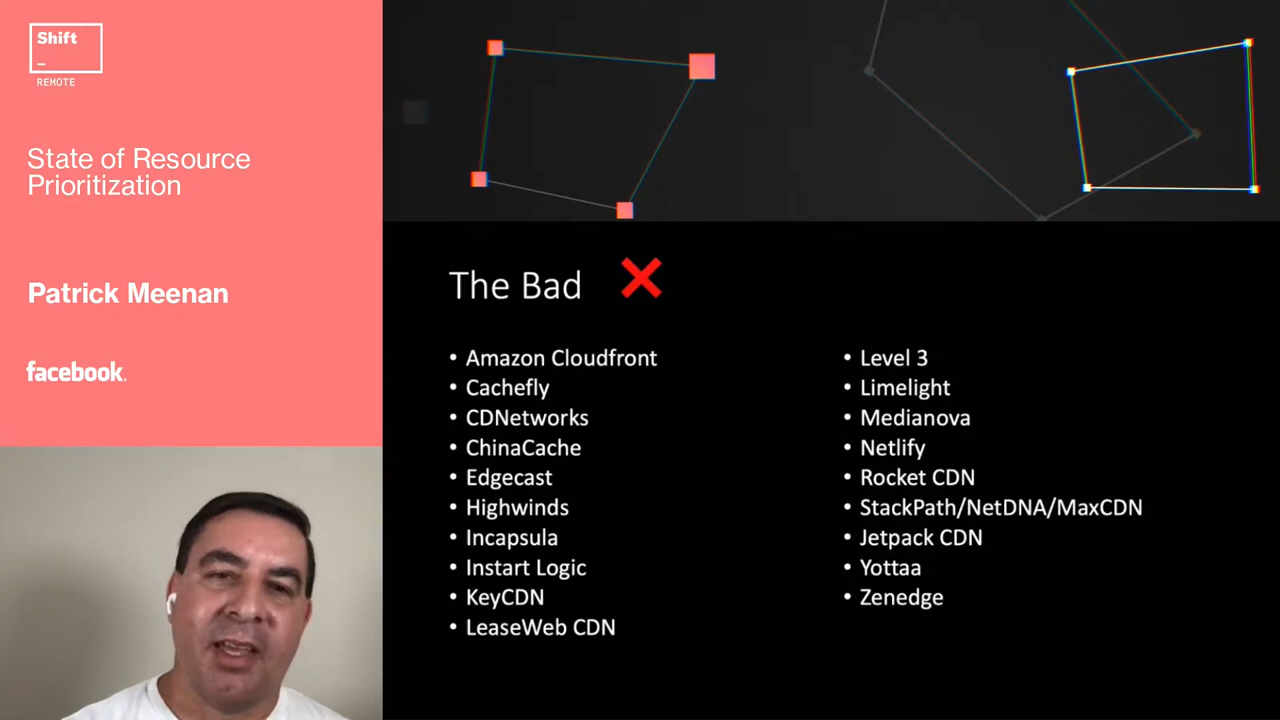 Shift
_
REMOTE
State of Resource
Prioritization
Patrick Meenan
facebook.
The Bad
• Amazon Cloudfront
• Cachefly
• CDNetworks
• ChinaCache
• Edgecast
• Highwinds
• Incapsula
• Instart Logic
• KeyCDN
• LeaseWeb CDN
• Level 3
• Limelight
• Medianova
• Netlify
• Rocket CDN
• StackPath/NetDNA/MaxCDN
• Jetpack CDN
• Yottaa
• Zenedge